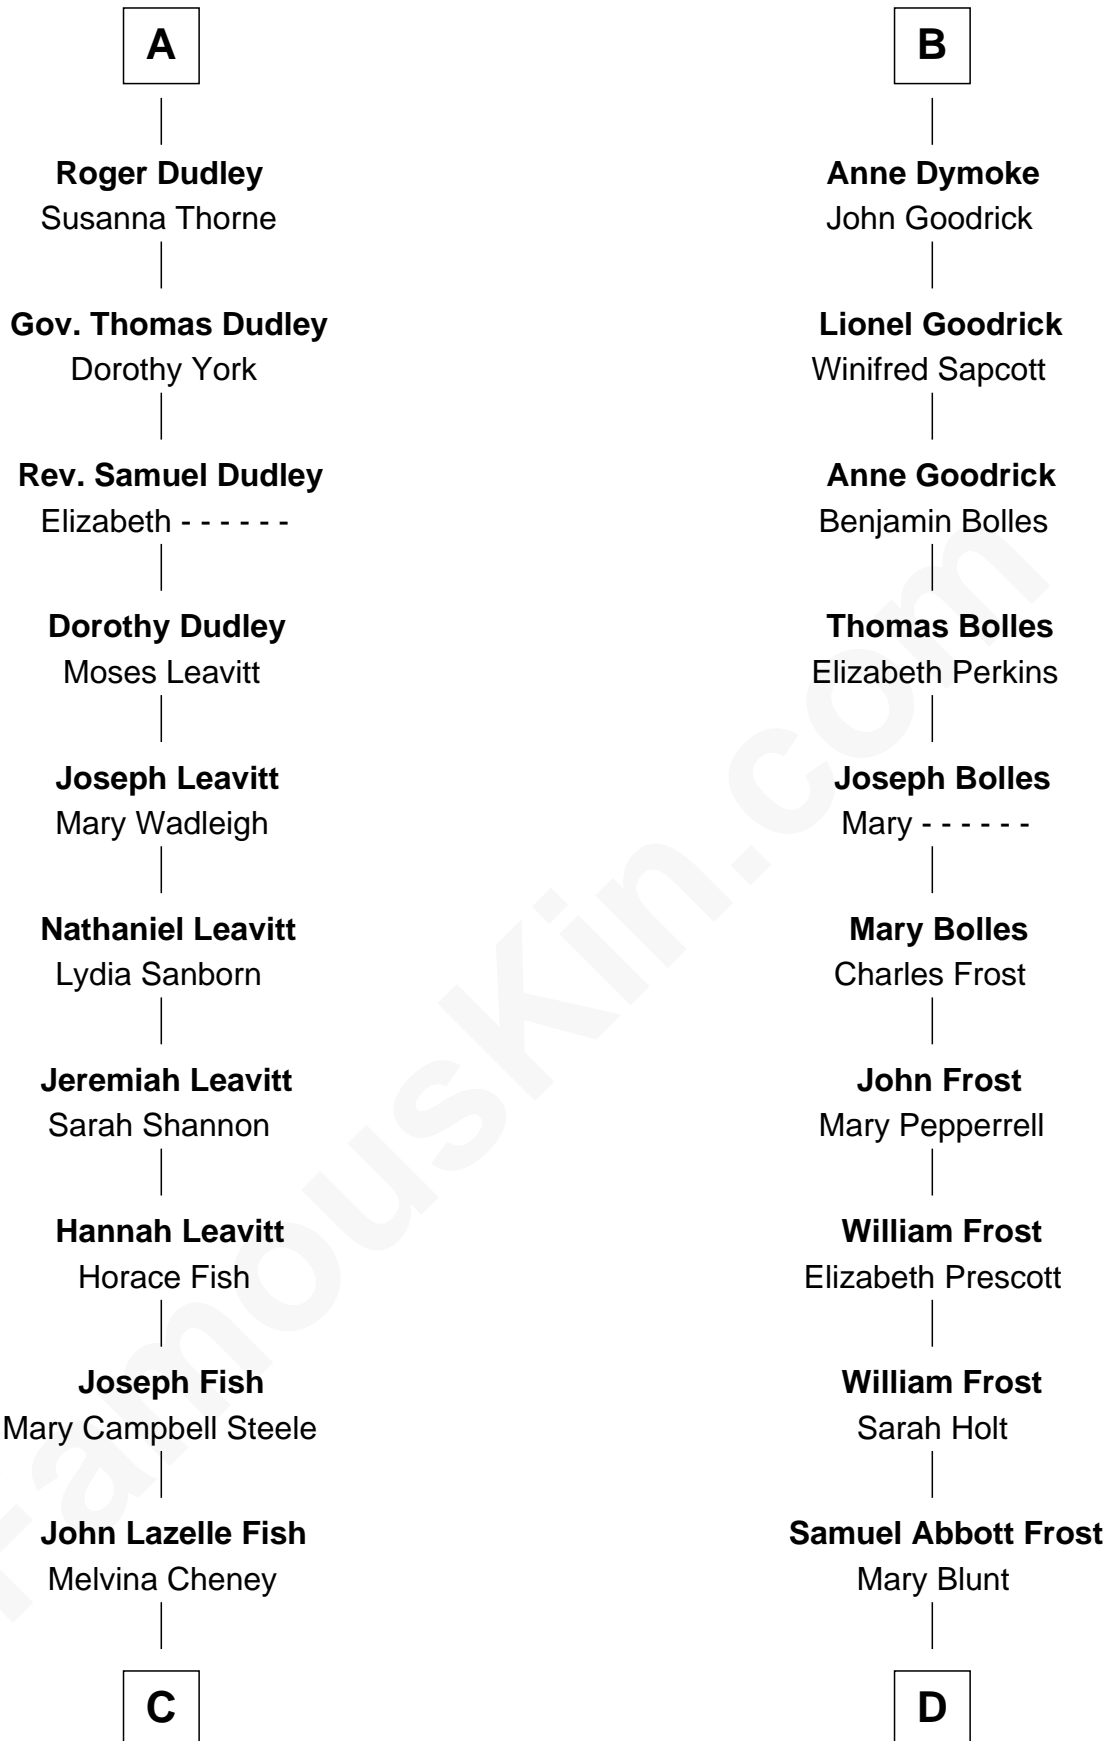 A
Roger Dudley
Susanna Thorne
Gov. Thomas Dudley
Dorothy York
Rev. Samuel Dudley
Elizabeth - - - - - -
Dorothy Dudley
Moses Leavitt
Joseph Leavitt
Mary Wadleigh
Nathaniel Leavitt
Lydia Sanborn
Jeremiah Leavitt
Sarah Shannon
Hannah Leavitt
Horace Fish
Joseph Fish
Mary Campbell Steele
John Lazelle Fish
Melvina Cheney
C
B
Anne Dymoke
John Goodrick
Lionel Goodrick
Winifred Sapcott
Anne Goodrick
Benjamin Bolles
Thomas Bolles
Elizabeth Perkins
Joseph Bolles
Mary - - - - - -
Mary Bolles
Charles Frost
John Frost
Mary Pepperrell
William Frost
Elizabeth Prescott
William Frost
Sarah Holt
Samuel Abbott Frost
Mary Blunt
D
FamousKin.com